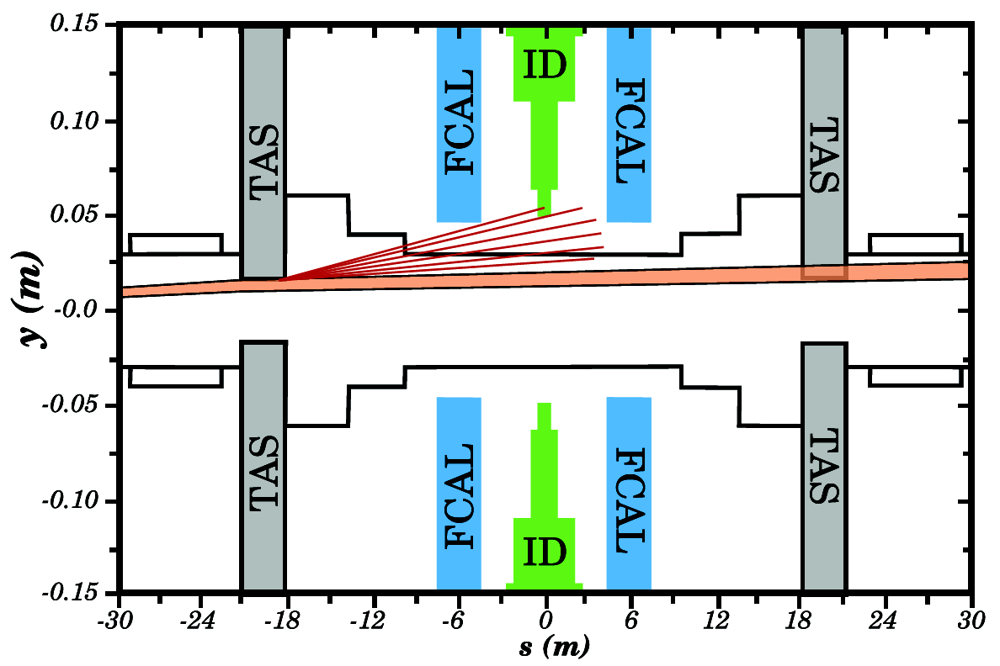 0.15
0.10
0.05
-0.0
-0.05
-0.10
-0.15
y (m)
TAS
FCAL
ID
FCAL
TAS
TAS
FCAL
ID
FCAL
TAS
-30 -24 -18 -12 -6 0 6 12 18 24 30
s (m)